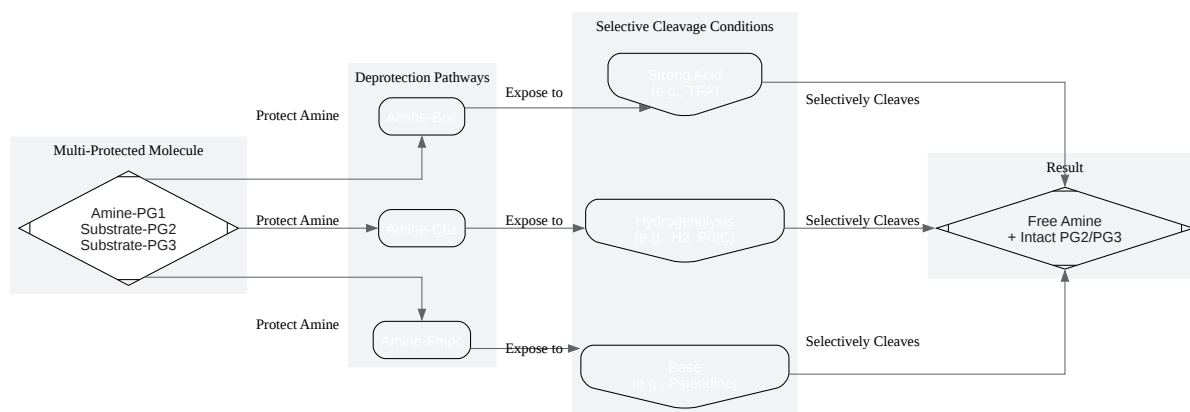 Selective Cleavage Conditions
Strong Acid
(e.g., TFA)
Deprotection Pathways
Expose to
Selectively Cleaves
Protect Amine
Amine-Boc
Multi-Protected Molecule
Result
Amine-PG1
Substrate-PG2
Substrate-PG3
Protect Amine
Amine-Cbz
Expose to
Hydrogenolysis
(e.g., H2, Pd/C)
Selectively Cleaves
Free Amine
+ Intact PG2/PG3
Protect Amine
Amine-Fmoc
Expose to
Base
(e.g., Piperidine)
Selectively Cleaves